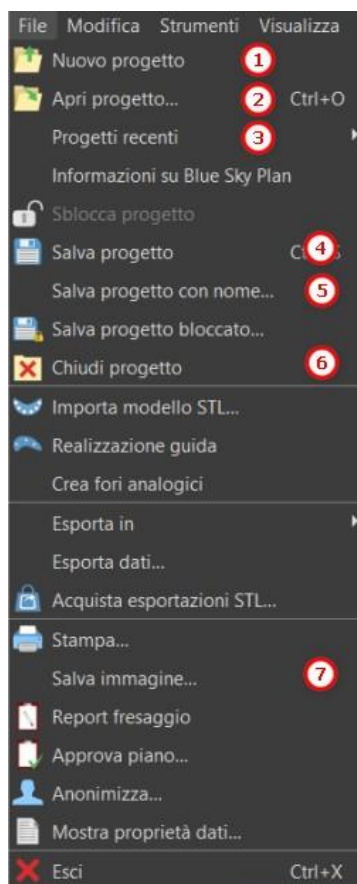 File Modifica Strumenti Visualizza
Nuovo progetto 1
Apri progetto... 2 Ctrl+O
Progetti recenti 3
Informazioni su Blue Sky Plan
Sblocca progetto
Salva progetto 4
Salva progetto con nome... 5
Salva progetto bloccato...
Chiudi progetto 6
Importa modello STL...
Realizzazione guida
Crea fori analogici
Esporta in
Esporta dati...
Acquista esportazioni STL...
Stampa...
Salva immagine... 7
Report fresaggio
Approva piano...
Anonimizza...
Mostra proprietà dati...
Esci Ctrl+X